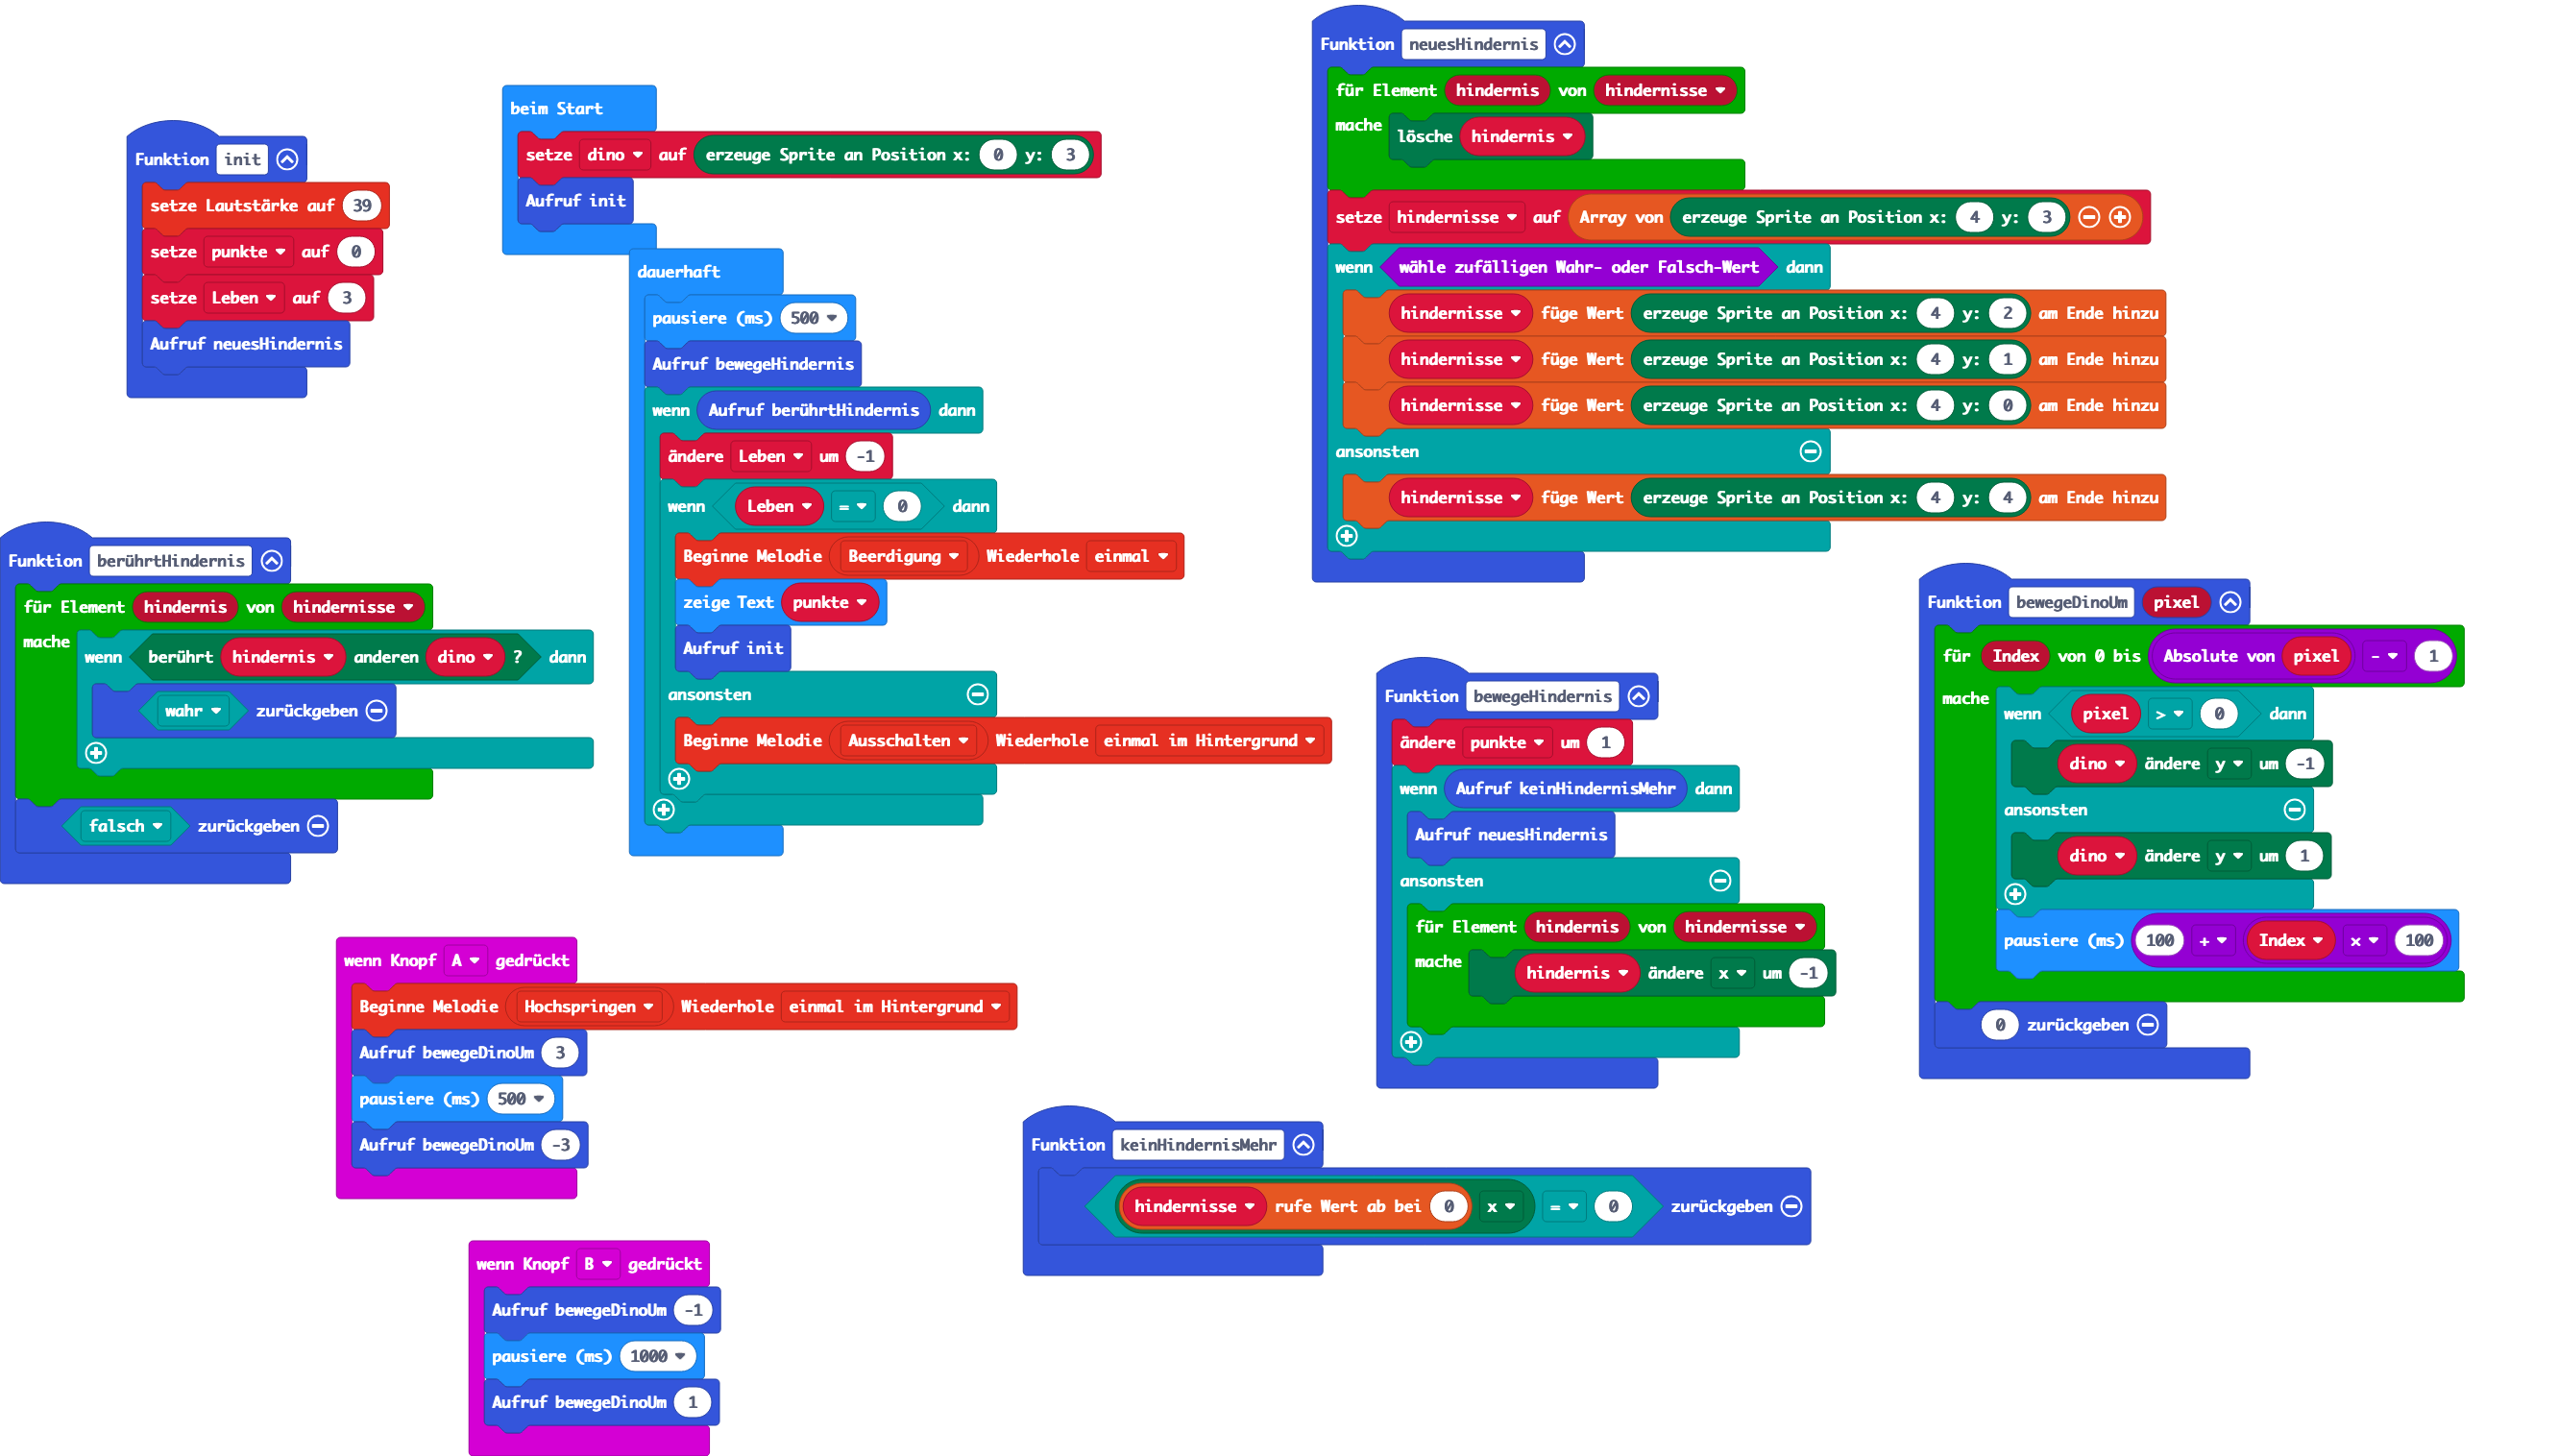 Funktion init
setze Lautstärke auf 39
setze punkte auf 0
setze Leben auf 3
Aufruf neuesHindernis
beim Start
setze dino auf erzeuge Sprite an Position x: 0 y: 3
Aufruf init
dauerhaft
pausiere (ms) 500
Aufruf bewegeHindernis
wenn Aufruf berührtHindernis dann
ändere Leben um -1
wenn Leben = 0 dann
Beginne Melodie Beerdigung Wiederhole einmal
zeige Text punkte
Aufruf init
ansonsten
Beginne Melodie Ausschalten Wiederhole einmal im Hintergrund
Funktion neuesHindernis
für Element hindernis von hindernisse
mache lösche hindernis
setze hindernisse auf Array von erzeuge Sprite an Position x: 4 y: 3
wenn wähle zufälligen Wahr- oder Falsch-Wert dann
hindernisse füge Wert erzeuge Sprite an Position x: 4 y: 2 am Ende hinzu
hindernisse füge Wert erzeuge Sprite an Position x: 4 y: 1 am Ende hinzu
hindernisse füge Wert erzeuge Sprite an Position x: 4 y: 0 am Ende hinzu
ansonsten
hindernisse füge Wert erzeuge Sprite an Position x: 4 y: 4 am Ende hinzu
Funktion berührtHindernis
für Element hindernis von hindernisse
mache wenn berührt hindernis anderen dino ? dann
wahr zurückgeben
falsch zurückgeben
Funktion bewegeHindernis
ändere punkte um 1
wenn Aufruf keinHindernisMehr dann
Aufruf neuesHindernis
ansonsten
für Element hindernis von hindernisse
mache hindernis ändere x um -1
Funktion bewegeDinoUm pixel
für Index von 0 bis Absolute von pixel - 1
mache wenn pixel > 0 dann
dino ändere y um -1
ansonsten
dino ändere y um 1
pausiere (ms) 100 + Index x 100
0 zurückgeben
wenn Knopf A gedrückt
Beginne Melodie Hochspringen Wiederhole einmal im Hintergrund
Aufruf bewegeDinoUm 3
pausiere (ms) 500
Aufruf bewegeDinoUm -3
Funktion keinHindernisMehr
hindernisse rufe Wert ab bei 0 x = 0 zurückgeben
wenn Knopf B gedrückt
Aufruf bewegeDinoUm -1
pausiere (ms) 1000
Aufruf bewegeDinoUm 1